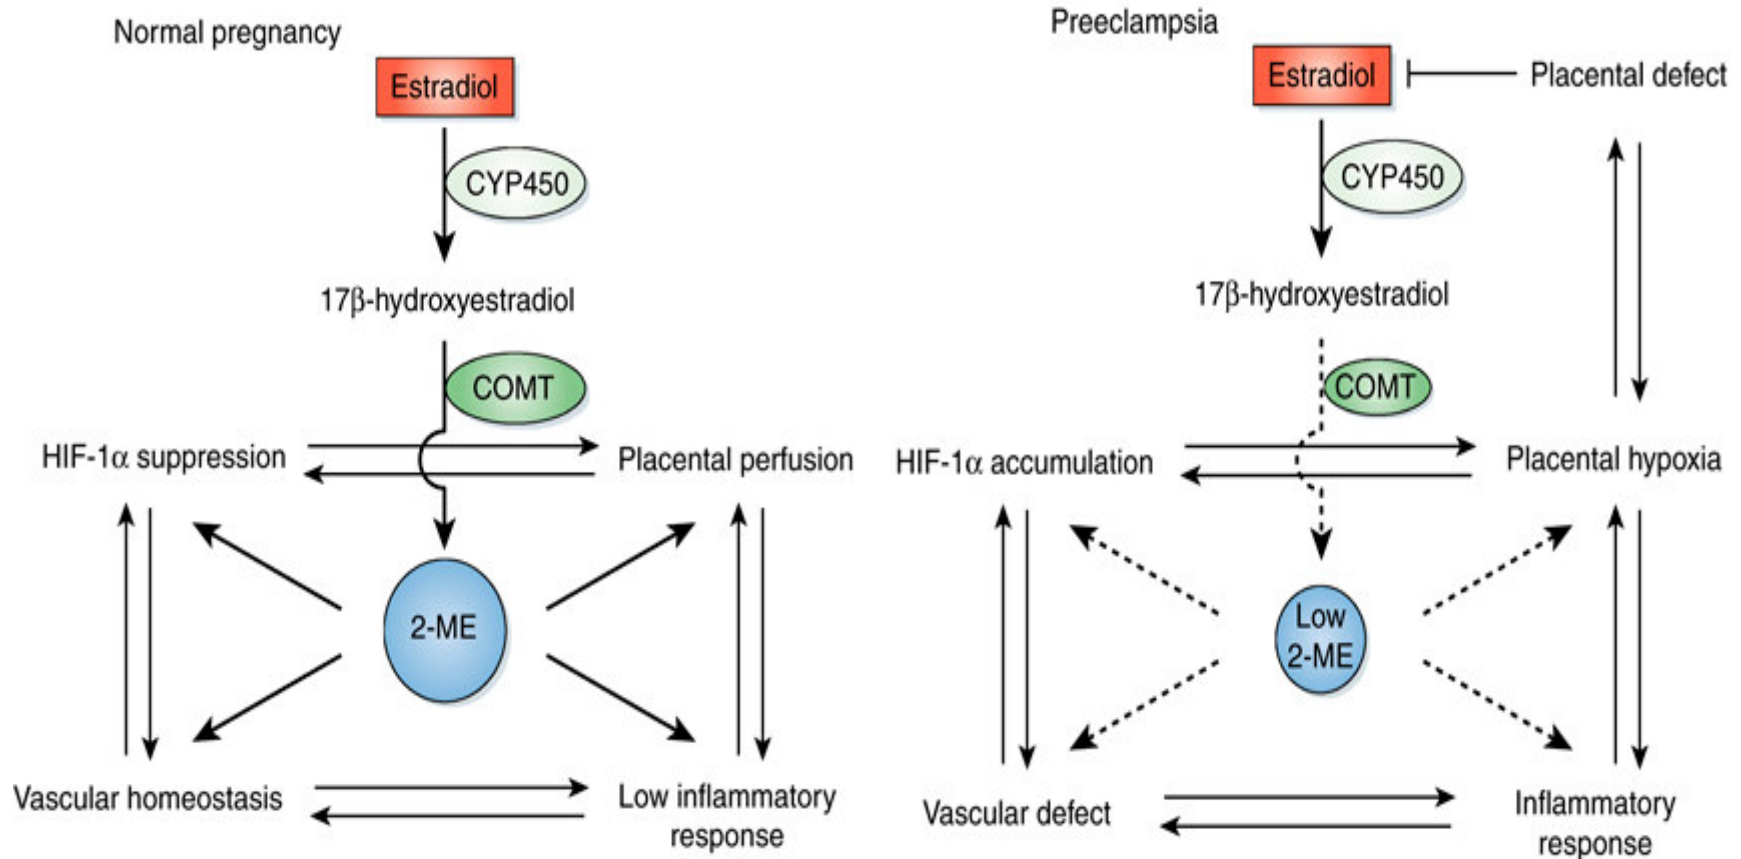 Normal pregnancy
Estradiol
CYP450
17β-hydroxyestradiol
COMT
HIF-1α suppression
Placental perfusion
2-ME
Vascular homeostasis
Low inflammatory
response
Preeclampsia
Estradiol
Placental defect
CYP450
17β-hydroxyestradiol
COMT
HIF-1α accumulation
Placental hypoxia
Low
2-ME
Vascular defect
Inflammatory
response